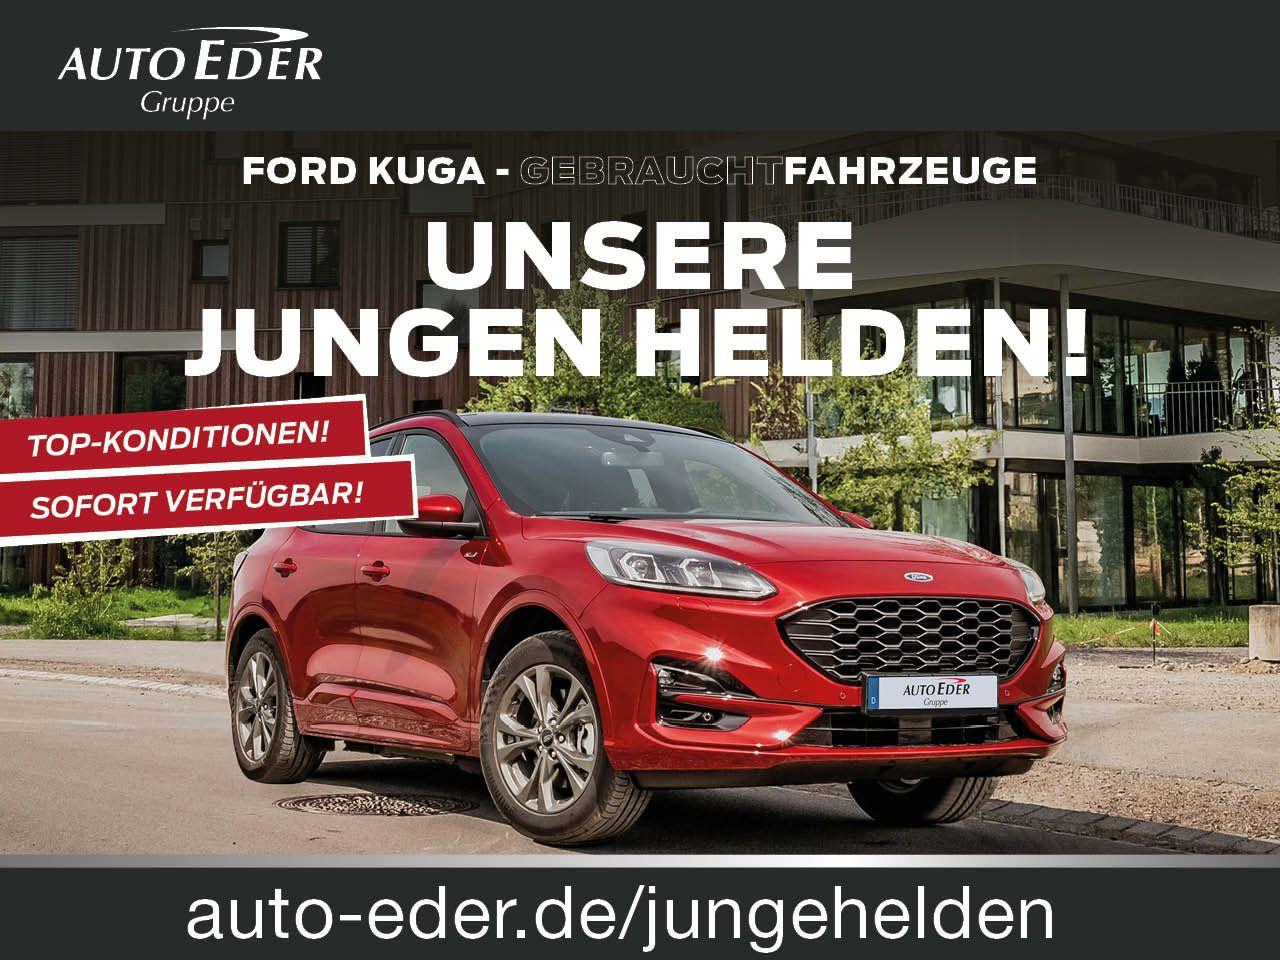 AUTO EDER
Gruppe
FORD KUGA - GEBRAUCHTFAHRZEUGE
UNSERE
JUNGEN HELDEN!
TOP-KONDITIONEN!
SOFORT VERFÜGBAR!
Ford
D
AUTO EDER
Gruppe
auto-eder.de/jungehelden